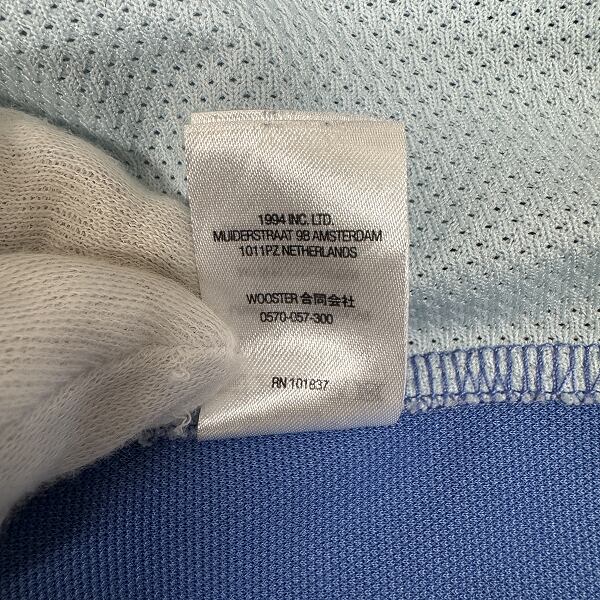 1994 INC. LTD.
MUIDERSTRAAT 9B AMSTERDAM
1011PZ NETHERLANDS
WOOSTER 合同会社
0570-057-300
RN 101837